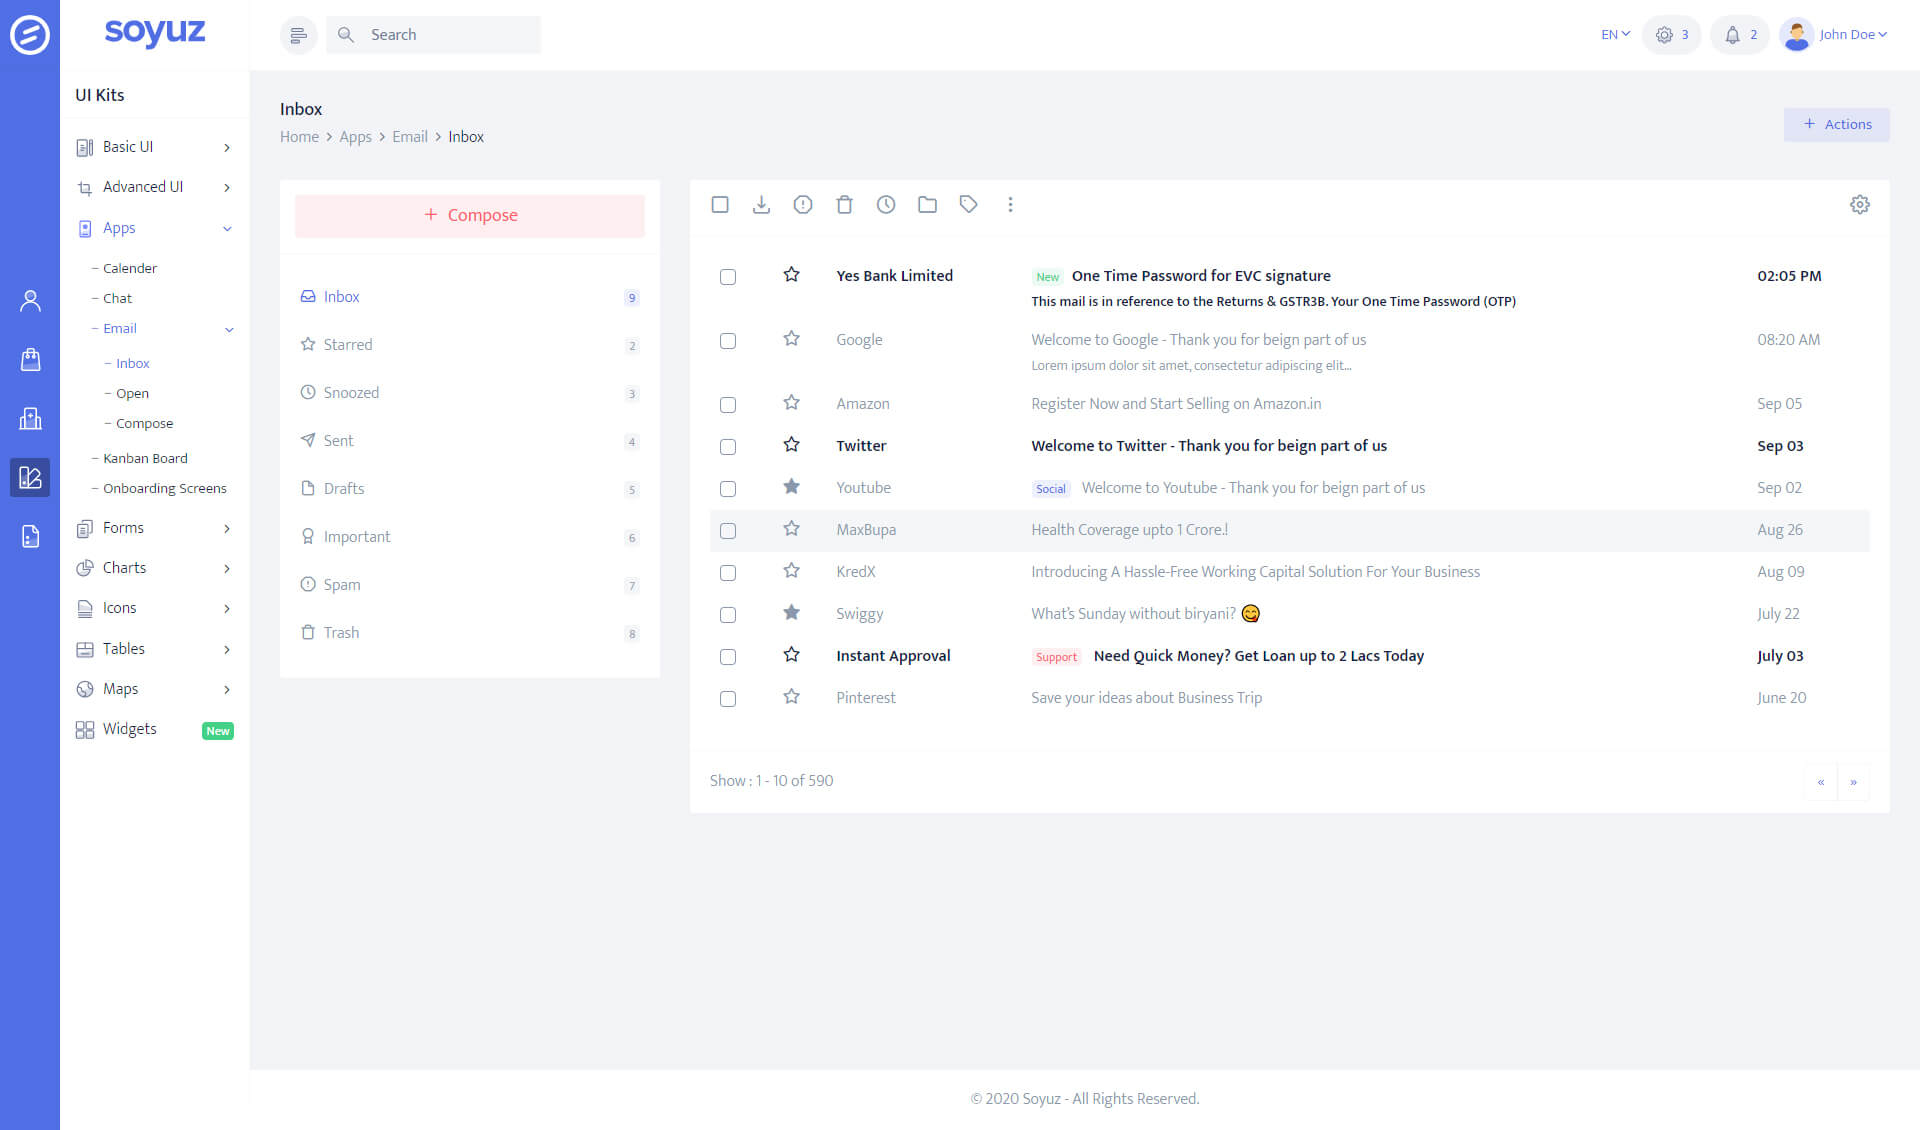 soyuz
Search
EN
3
2
John Doe
UI Kits
Basic UI
Advanced UI
Apps
– Calender
– Chat
– Email
– Inbox
– Open
– Compose
– Kanban Board
– Onboarding Screens
Forms
Charts
Icons
Tables
Maps
Widgets New
Inbox
Home > Apps > Email > Inbox
+ Actions
+ Compose
Inbox 9
Starred 2
Snoozed 3
Sent 4
Drafts 5
Important 6
Spam 7
Trash 8
Yes Bank Limited New One Time Password for EVC signature 02:05 PM
This mail is in reference to the Returns & GSTR3B. Your One Time Password (OTP)
Google Welcome to Google - Thank you for beign part of us 08:20 AM
Lorem ipsum dolor sit amet, consectetur adipiscing elit...
Amazon Register Now and Start Selling on Amazon.in Sep 05
Twitter Welcome to Twitter - Thank you for beign part of us Sep 03
Youtube Social Welcome to Youtube - Thank you for beign part of us Sep 02
MaxBupa Health Coverage upto 1 Crore.! Aug 26
KredX Introducing A Hassle-Free Working Capital Solution For Your Business Aug 09
Swiggy What's Sunday without biryani? 😋 July 22
Instant Approval Support Need Quick Money? Get Loan up to 2 Lacs Today July 03
Pinterest Save your ideas about Business Trip June 20
Show : 1 - 10 of 590
« »
© 2020 Soyuz - All Rights Reserved.